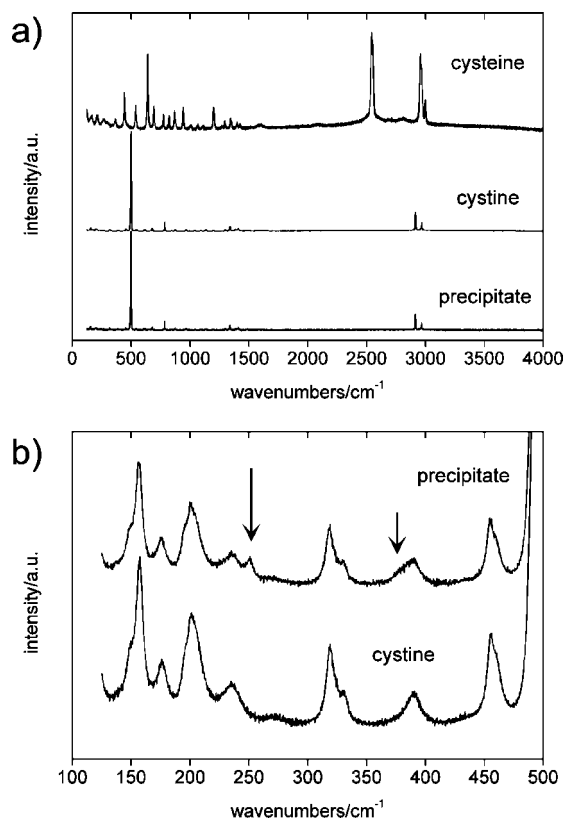 a)
cysteine
cystine
precipitate
intensity/a.u.
0 500 1000 1500 2000 2500 3000 3500 4000
wavenumbers/cm⁻¹
b)
precipitate
cystine
intensity/a.u.
100 150 200 250 300 350 400 450 500
wavenumbers/cm⁻¹